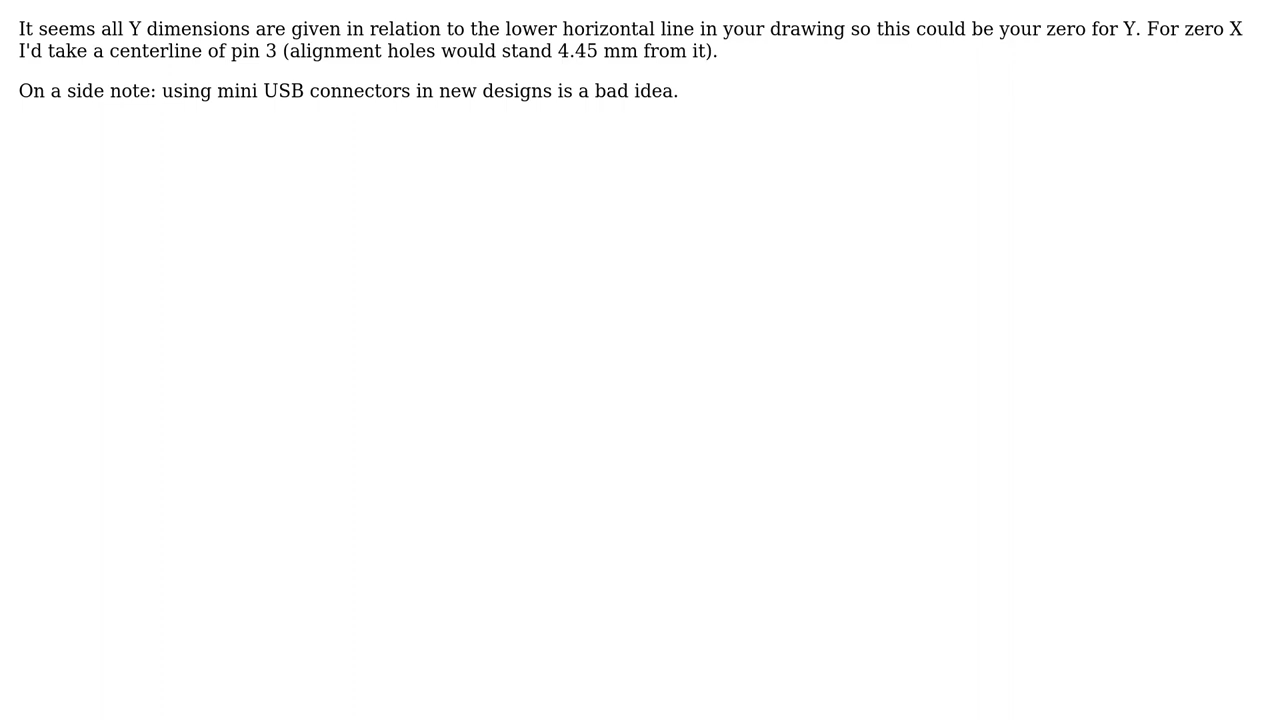 It seems all Y dimensions are given in relation to the lower horizontal line in your drawing so this could be your zero for Y. For zero X
I'd take a centerline of pin 3 (alignment holes would stand 4.45 mm from it).
On a side note: using mini USB connectors in new designs is a bad idea.